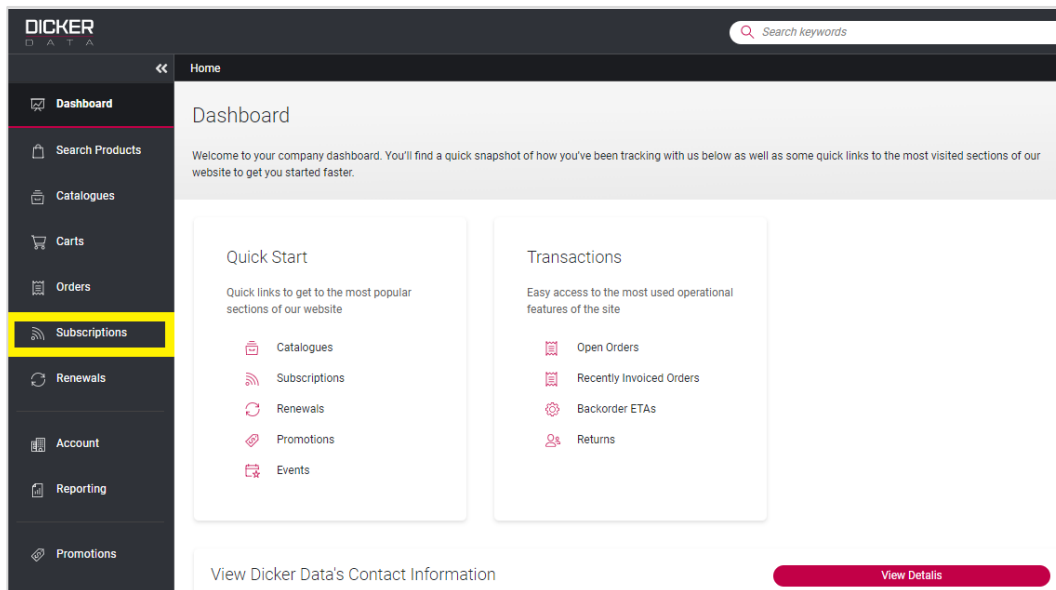 DICKER
DATA
Search keywords
Home
Dashboard
Search Products
Catalogues
Carts
Orders
Subscriptions
Renewals
Account
Reporting
Promotions
Dashboard
Welcome to your company dashboard. You'll find a quick snapshot of how you've been tracking with us below as well as some quick links to the most visited sections of our
website to get you started faster.
Quick Start
Quick links to get to the most popular
sections of our website
Catalogues
Subscriptions
Renewals
Promotions
Events
Transactions
Easy access to the most used operational
features of the site
Open Orders
Recently Invoiced Orders
Backorder ETAs
Returns
View Dicker Data's Contact Information
View Detalis